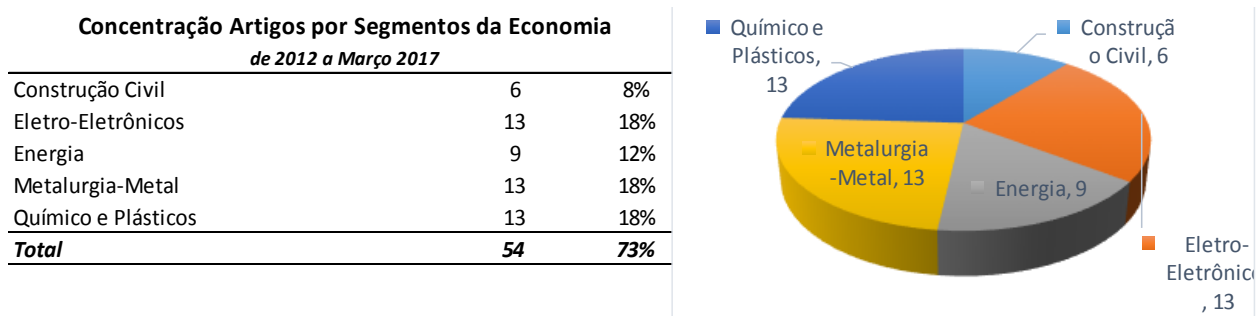 Concentração Artigos por Segmentos da Economia
de 2012 a Março 2017
Construção Civil 6 8%
Eletro-Eletrônicos 13 18%
Energia 9 12%
Metalurgia-Metal 13 18%
Químico e Plásticos 13 18%
Total 54 73%
Químico e
Plásticos,
13
Construçã
o Civil, 6
Metalurgia
-Metal, 13
Energia, 9
Eletro-
Eletrônic
, 13